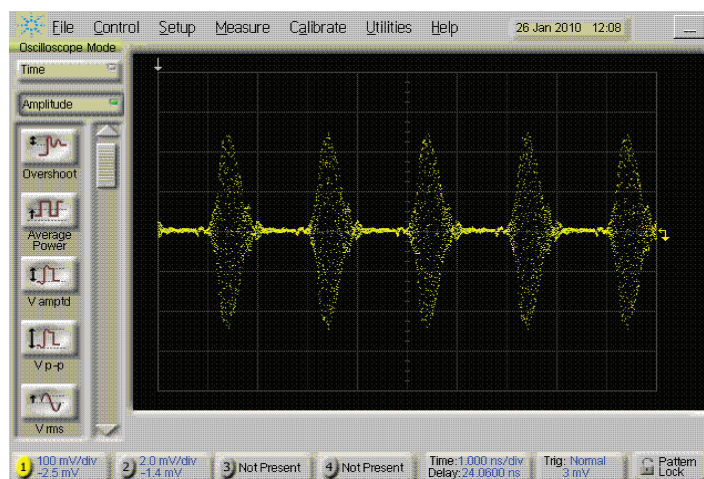 File Control Setup Measure Calibrate Utilities Help 26 Jan 2010 12:08
Oscilloscope Mode
Time
Amplitude
Overshoot
Average
Power
V amptd
V p-p
V rms
1 100 mV/div
-2.5 mV
2 2.0 mV/div
-1.4 mV
3 Not Present
4 Not Present
Time:1.000 ns/div
Delay:24.0600 ns
Trig: Normal
3 mV
Pattern
Lock